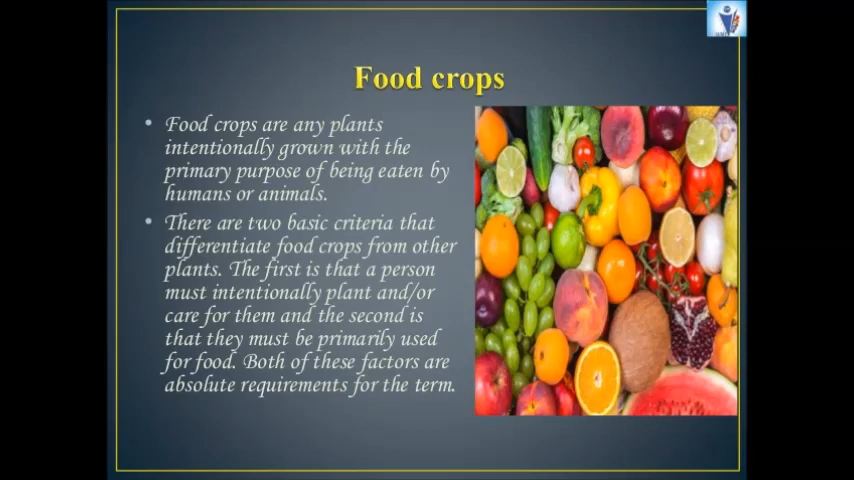 Food crops
• Food crops are any plants
intentionally grown with the
primary purpose of being eaten by
humans or animals.
• There are two basic criteria that
differentiate food crops from other
plants. The first is that a person
must intentionally plant and/or
care for them and the second is
that they must be primarily used
for food. Both of these factors are
absolute requirements for the term.